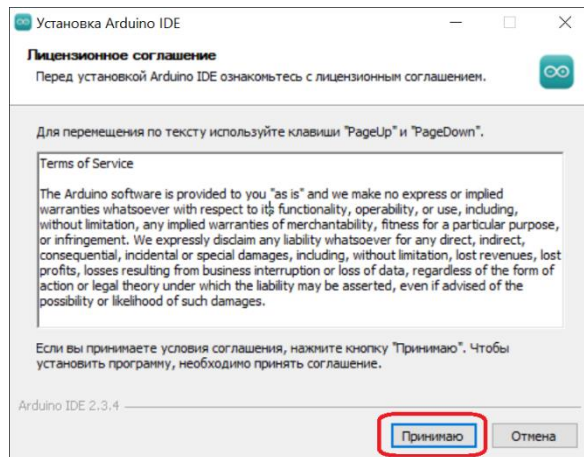 Установка Arduino IDE
Лицензионное соглашение
Перед установкой Arduino IDE ознакомьтесь с лицензионным соглашением.
Для перемещения по тексту используйте клавиши "PageUp" и "PageDown".
Terms of Service
The Arduino software is provided to you "as is" and we make no express or implied
warranties whatsoever with respect to its functionality, operability, or use, including,
without limitation, any implied warranties of merchantability, fitness for a particular purpose,
or infringement. We expressly disclaim any liability whatsoever for any direct, indirect,
consequential, incidental or special damages, including, without limitation, lost revenues, lost
profits, losses resulting from business interruption or loss of data, regardless of the form of
action or legal theory under which the liability may be asserted, even if advised of the
possibility or likelihood of such damages.
Если вы принимаете условия соглашения, нажмите кнопку "Принимаю". Чтобы
установить программу, необходимо принять соглашение.
Arduino IDE 2.3.4
Принимаю
Отмена